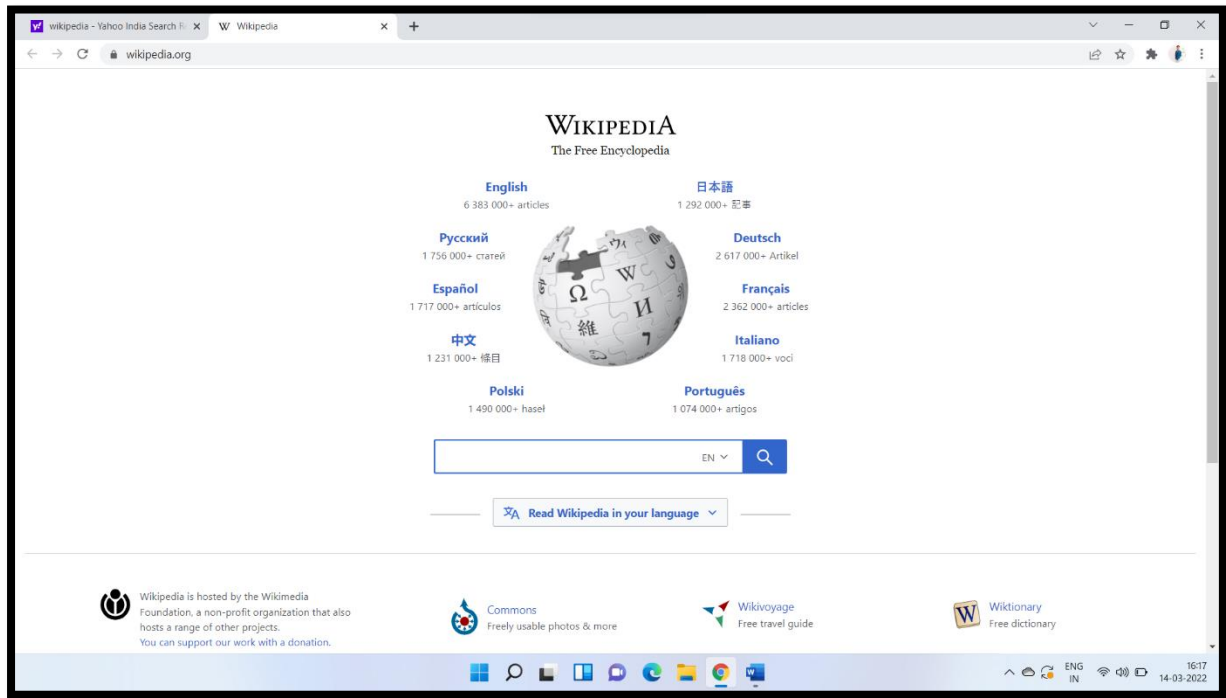 wikipedia - Yahoo India Search R
Wikipedia
wikipedia.org
WIKIPEDIA
The Free Encyclopedia
English
6 383 000+ articles
日本語
1 292 000+ 記事
Русский
1 756 000+ статей
Deutsch
2 617 000+ Artikel
Español
1 717 000+ artículos
Français
2 362 000+ articles
中文
1 231 000+ 條目
Italiano
1 718 000+ voci
Polski
1 490 000+ haseł
Português
1 074 000+ artigos
Ω
W
И
維
ウィ
7
EN
Read Wikipedia in your language
Wikipedia is hosted by the Wikimedia
Foundation, a non-profit organization that also
hosts a range of other projects.
You can support our work with a donation.
Commons
Freely usable photos & more
Wikivoyage
Free travel guide
W
Wiktionary
Free dictionary
ENG
IN
16:17
14-03-2022